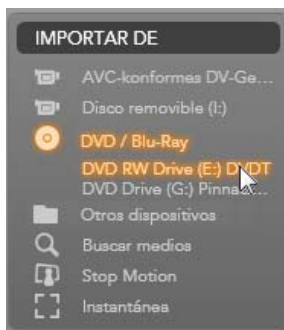 IMPORTAR DE
AVC-konformes DV-Ge...
Disco removible (I:)
DVD / Blu-Ray
DVD RW Drive (E:) DVDT
DVD Drive (G:) Pinna...
Otros dispositivos
Buscar medios
Stop Motion
Instantánea